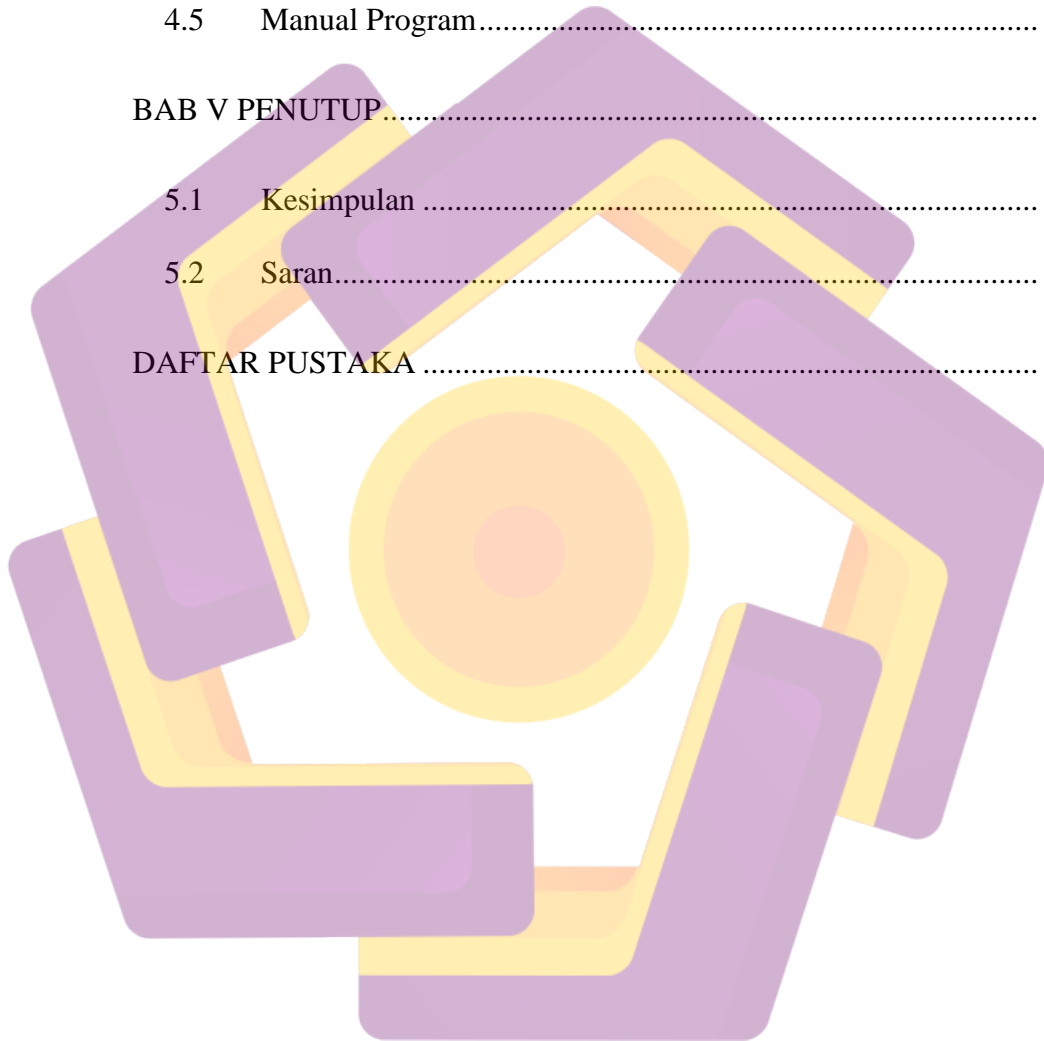 4.5 Manual Program......................................................................
BAB V PENUTUP.................................................................................
5.1 Kesimpulan .............................................................................
5.2 Saran........................................................................................
DAFTAR PUSTAKA .............................................................................